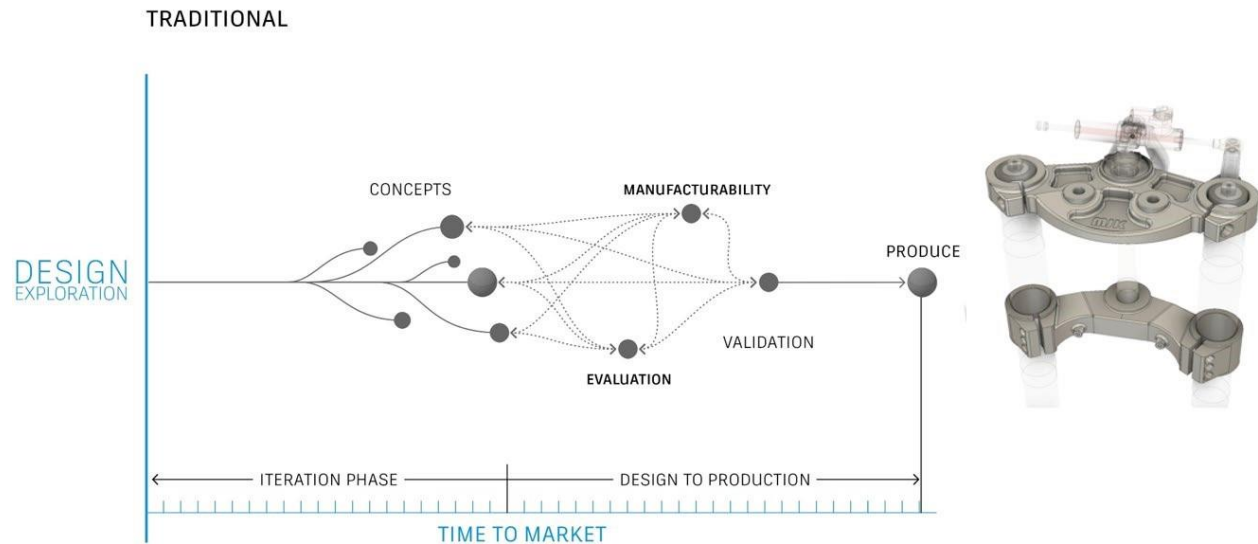 TRADITIONAL
CONCEPTS
MANUFACTURABILITY
PRODUCE
DESIGN
EXPLORATION
VALIDATION
EVALUATION
ITERATION PHASE
DESIGN TO PRODUCTION
TIME TO MARKET